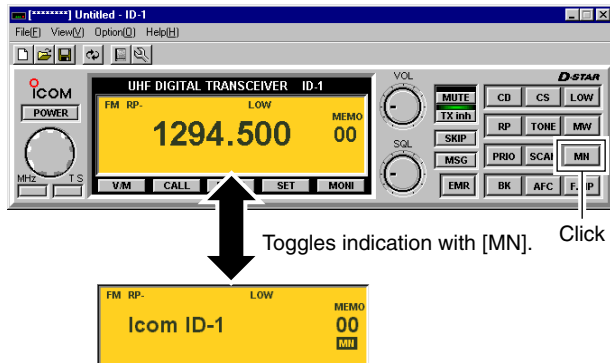 [********] Untitled - ID-1
File(F) View(V) Option(O) Help(H)
VOL
D-STAR
ICOM
UHF DIGITAL TRANSCEIVER ID-1
POWER
FM RP- LOW
MEMO
1294.500 00
MUTE
TX inh
SKIP
SQL
MSG
EMR
CD CS LOW
RP TONE MW
PRIO MN
BK AFC
MHz TS
V/M CALL SET MONI
Click
Toggles indication with [MN].
FM RP- LOW
MEMO
Icom ID-1 00
MN